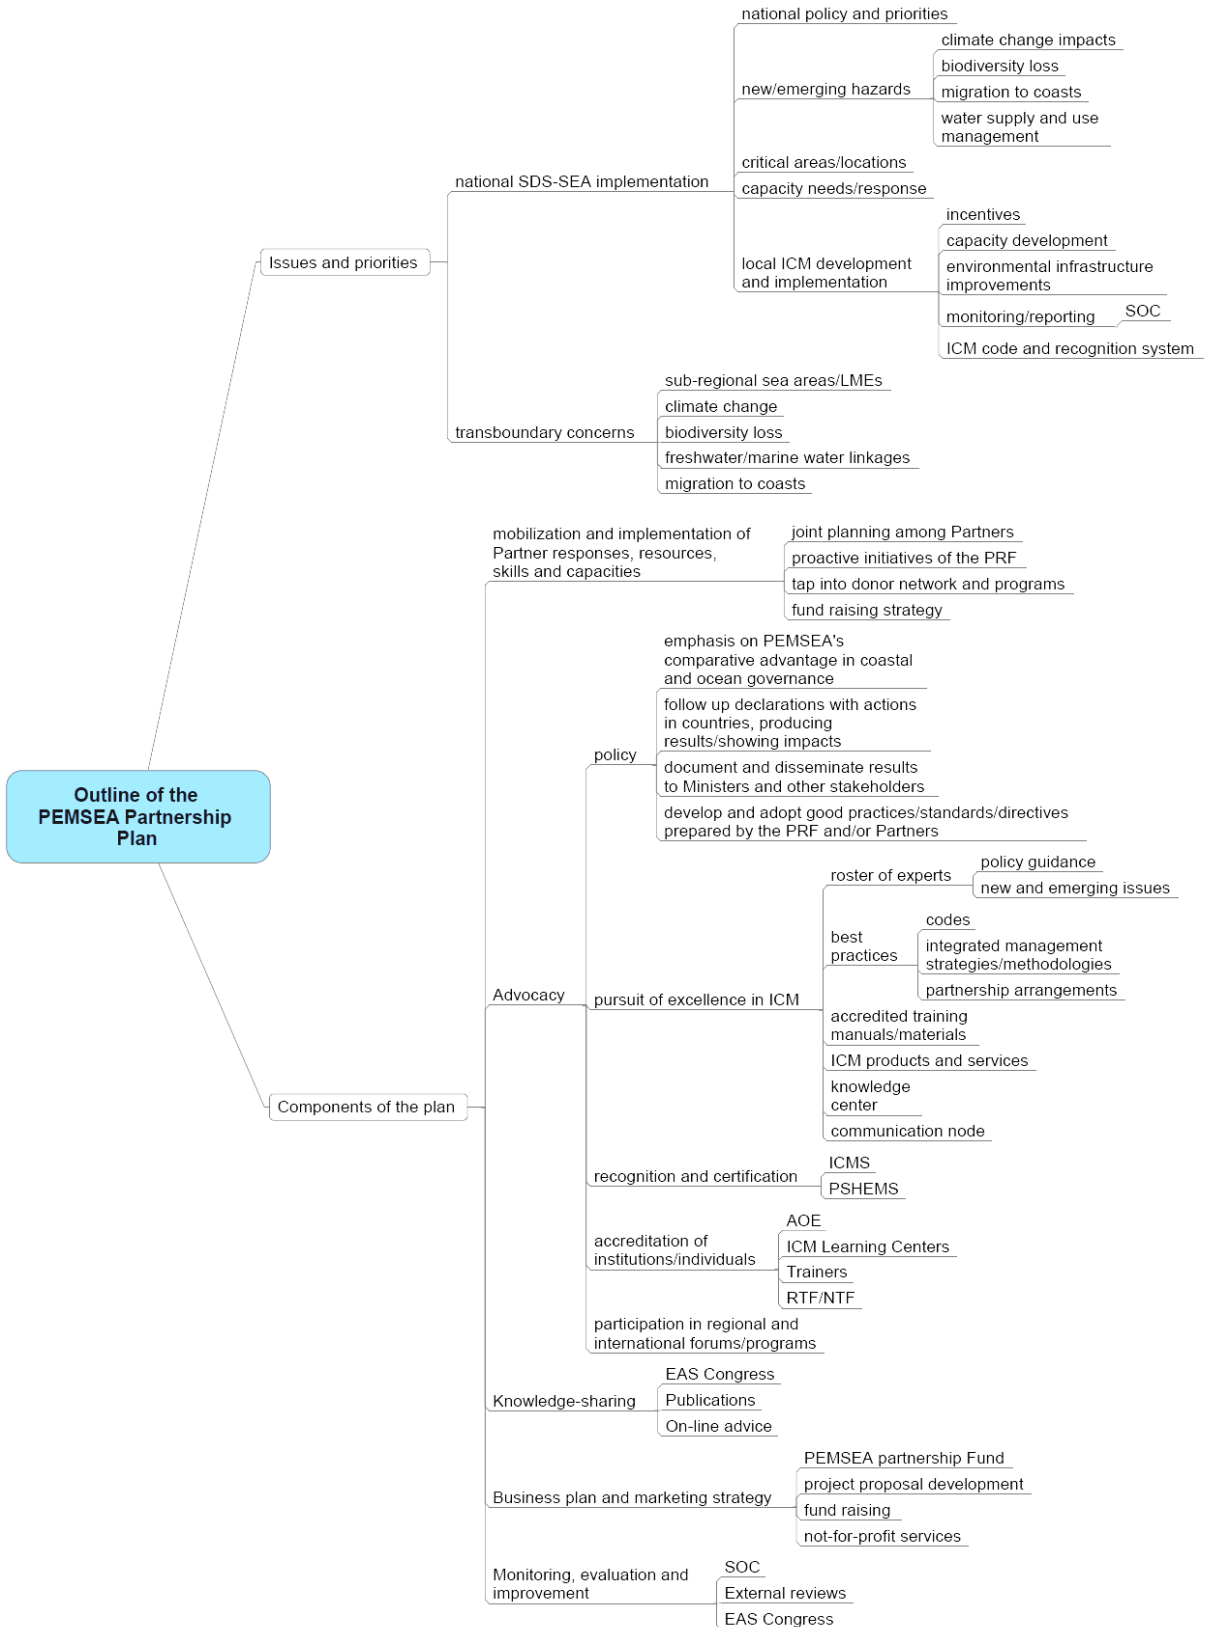 Outline of the
PEMSEA Partnership
Plan
Issues and priorities
national SDS-SEA implementation
national policy and priorities
new/emerging hazards
climate change impacts
biodiversity loss
migration to coasts
water supply and use
management
critical areas/locations
capacity needs/response
local ICM development
and implementation
incentives
capacity development
environmental infrastructure
improvements
monitoring/reporting
SOC
ICM code and recognition system
transboundary concerns
sub-regional sea areas/LMEs
climate change
biodiversity loss
freshwater/marine water linkages
migration to coasts
Components of the plan
mobilization and implementation of
Partner responses, resources,
skills and capacities
joint planning among Partners
proactive initiatives of the PRF
tap into donor network and programs
fund raising strategy
Advocacy
policy
emphasis on PEMSEA's
comparative advantage in coastal
and ocean governance
follow up declarations with actions
in countries, producing
results/showing impacts
document and disseminate results
to Ministers and other stakeholders
develop and adopt good practices/standards/directives
prepared by the PRF and/or Partners
pursuit of excellence in ICM
roster of experts
policy guidance
new and emerging issues
best
practices
codes
integrated management
strategies/methodologies
partnership arrangements
accredited training
manuals/materials
ICM products and services
knowledge
center
communication node
recognition and certification
ICMS
PSHEMS
accreditation of
institutions/individuals
AOE
ICM Learning Centers
Trainers
RTF/NTF
participation in regional and
international forums/programs
Knowledge-sharing
EAS Congress
Publications
On-line advice
Business plan and marketing strategy
PEMSEA partnership Fund
project proposal development
fund raising
not-for-profit services
Monitoring, evaluation and
improvement
SOC
External reviews
EAS Congress